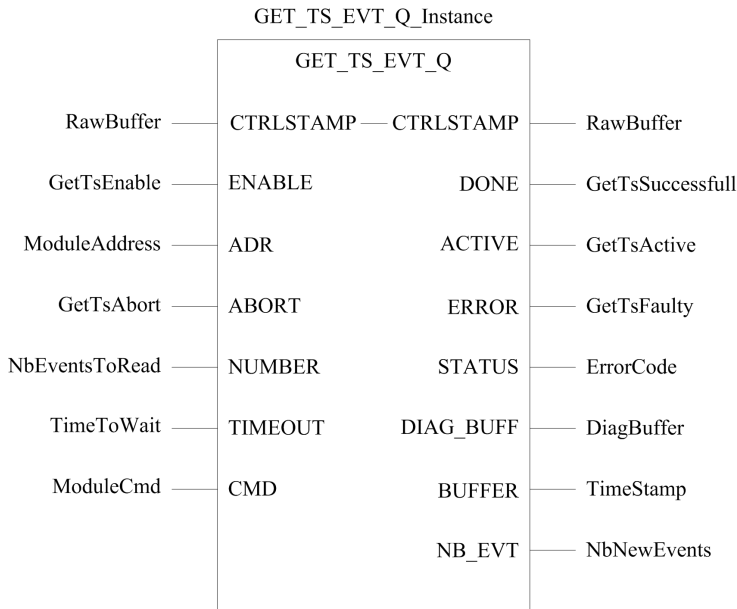 GET_TS_EVT_Q_Instance
GET_TS_EVT_Q
RawBuffer CTRLSTAMP CTRLSTAMP RawBuffer
GetTsEnable ENABLE DONE GetTsSuccessfull
ModuleAddress ADR ACTIVE GetTsActive
GetTsAbort ABORT ERROR GetTsFaulty
NbEventsToRead NUMBER STATUS ErrorCode
TimeToWait TIMEOUT DIAG_BUFF DiagBuffer
ModuleCmd CMD BUFFER TimeStamp
NB_EVT NbNewEvents